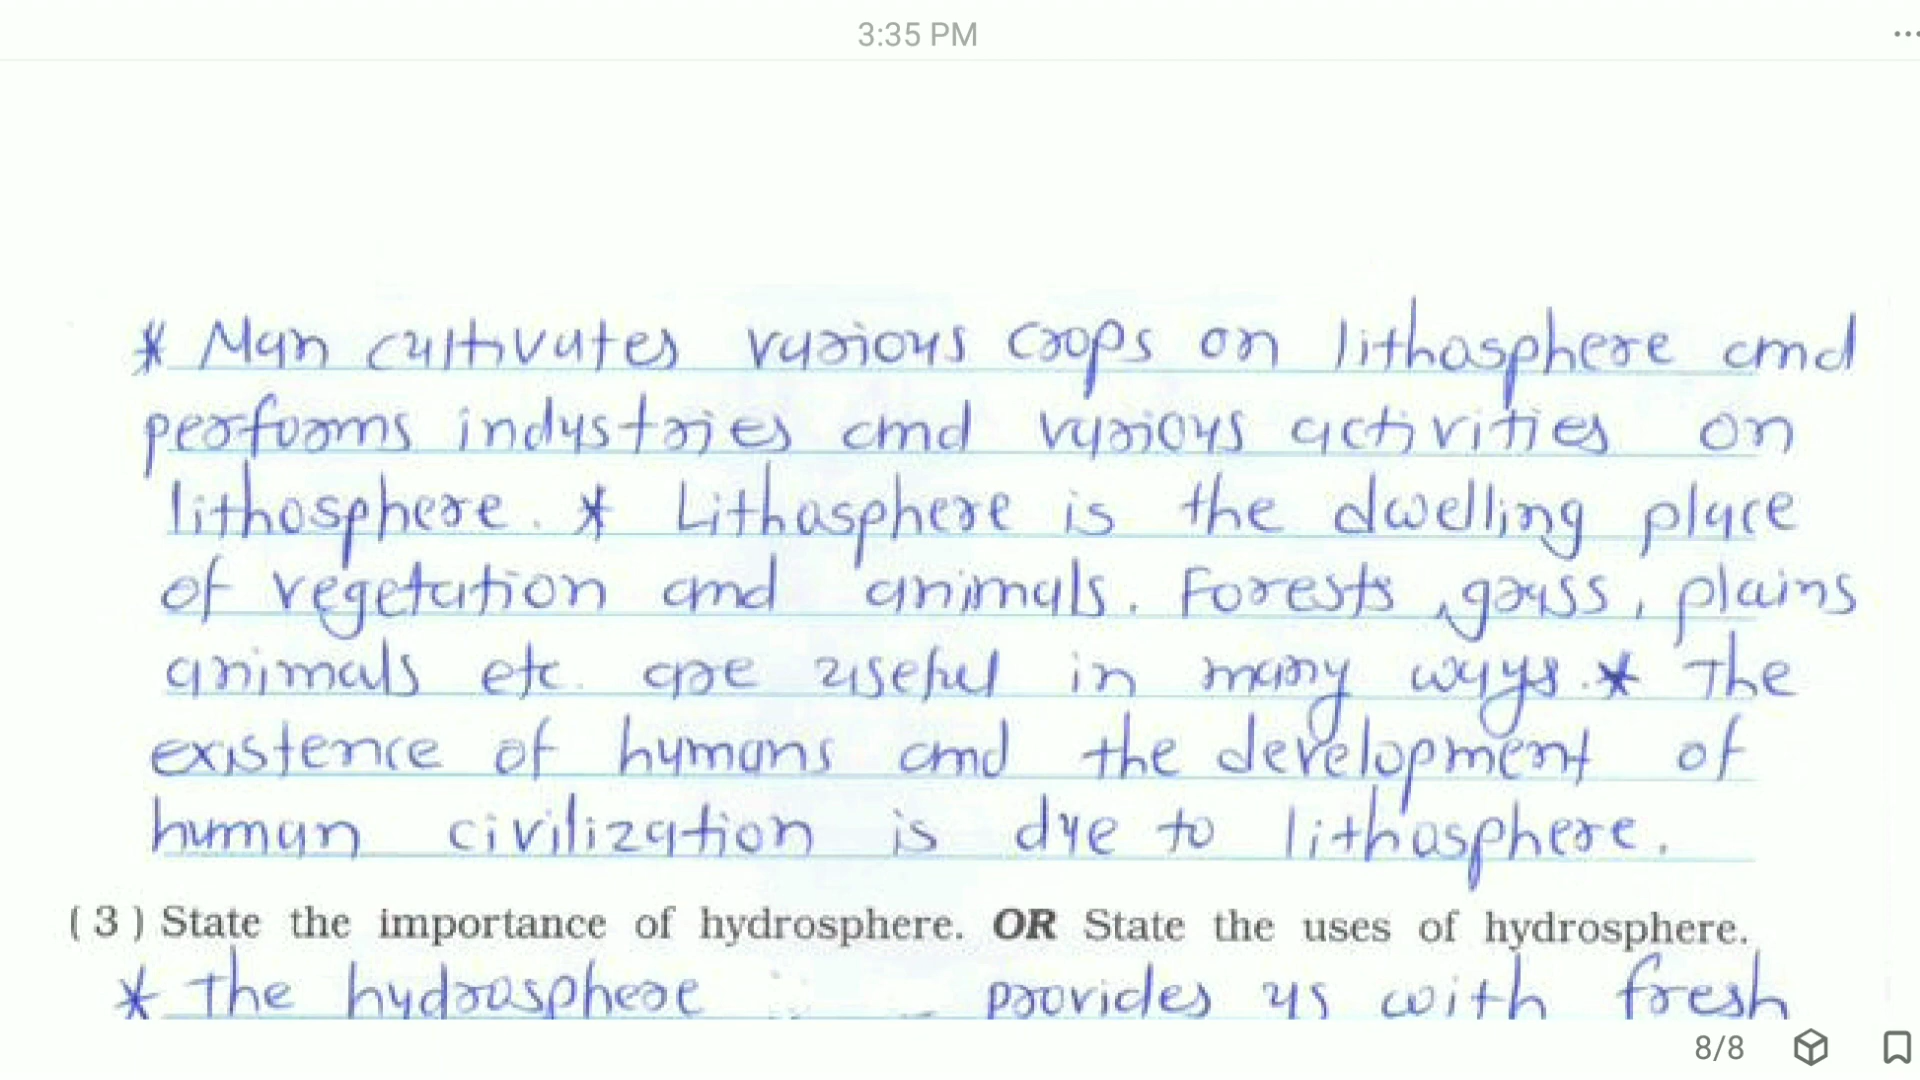 3:35 PM
* Man cultivates various crops on lithosphere and
performs industries and various activities on
lithosphere. * Lithosphere is the dwelling place
of vegetation and animals. Forests, grass, plains
animals etc. are useful in many ways. * The
existence of humans and the development of
human civilization is due to lithosphere.
( 3 ) State the importance of hydrosphere. OR State the uses of hydrosphere.
* The hydrosphere provides us with fresh
8/8